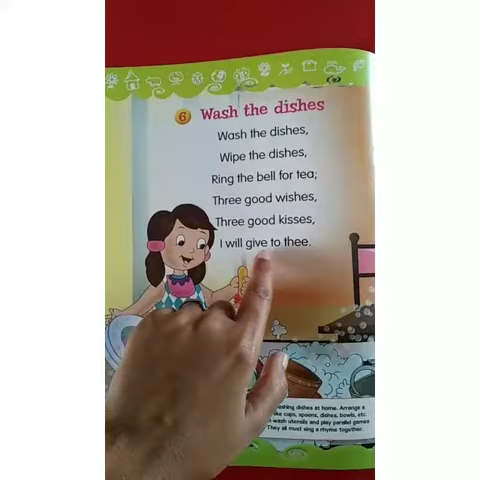 6 Wash the dishes
Wash the dishes,
Wipe the dishes,
Ring the bell for tea;
Three good wishes,
Three good kisses,
I will give to thee.
ashing dishes at home. Arrange a
ke cups, spoons, dishes, bowls, etc.
wash utensils and play parallel games
They all must sing a rhyme together.